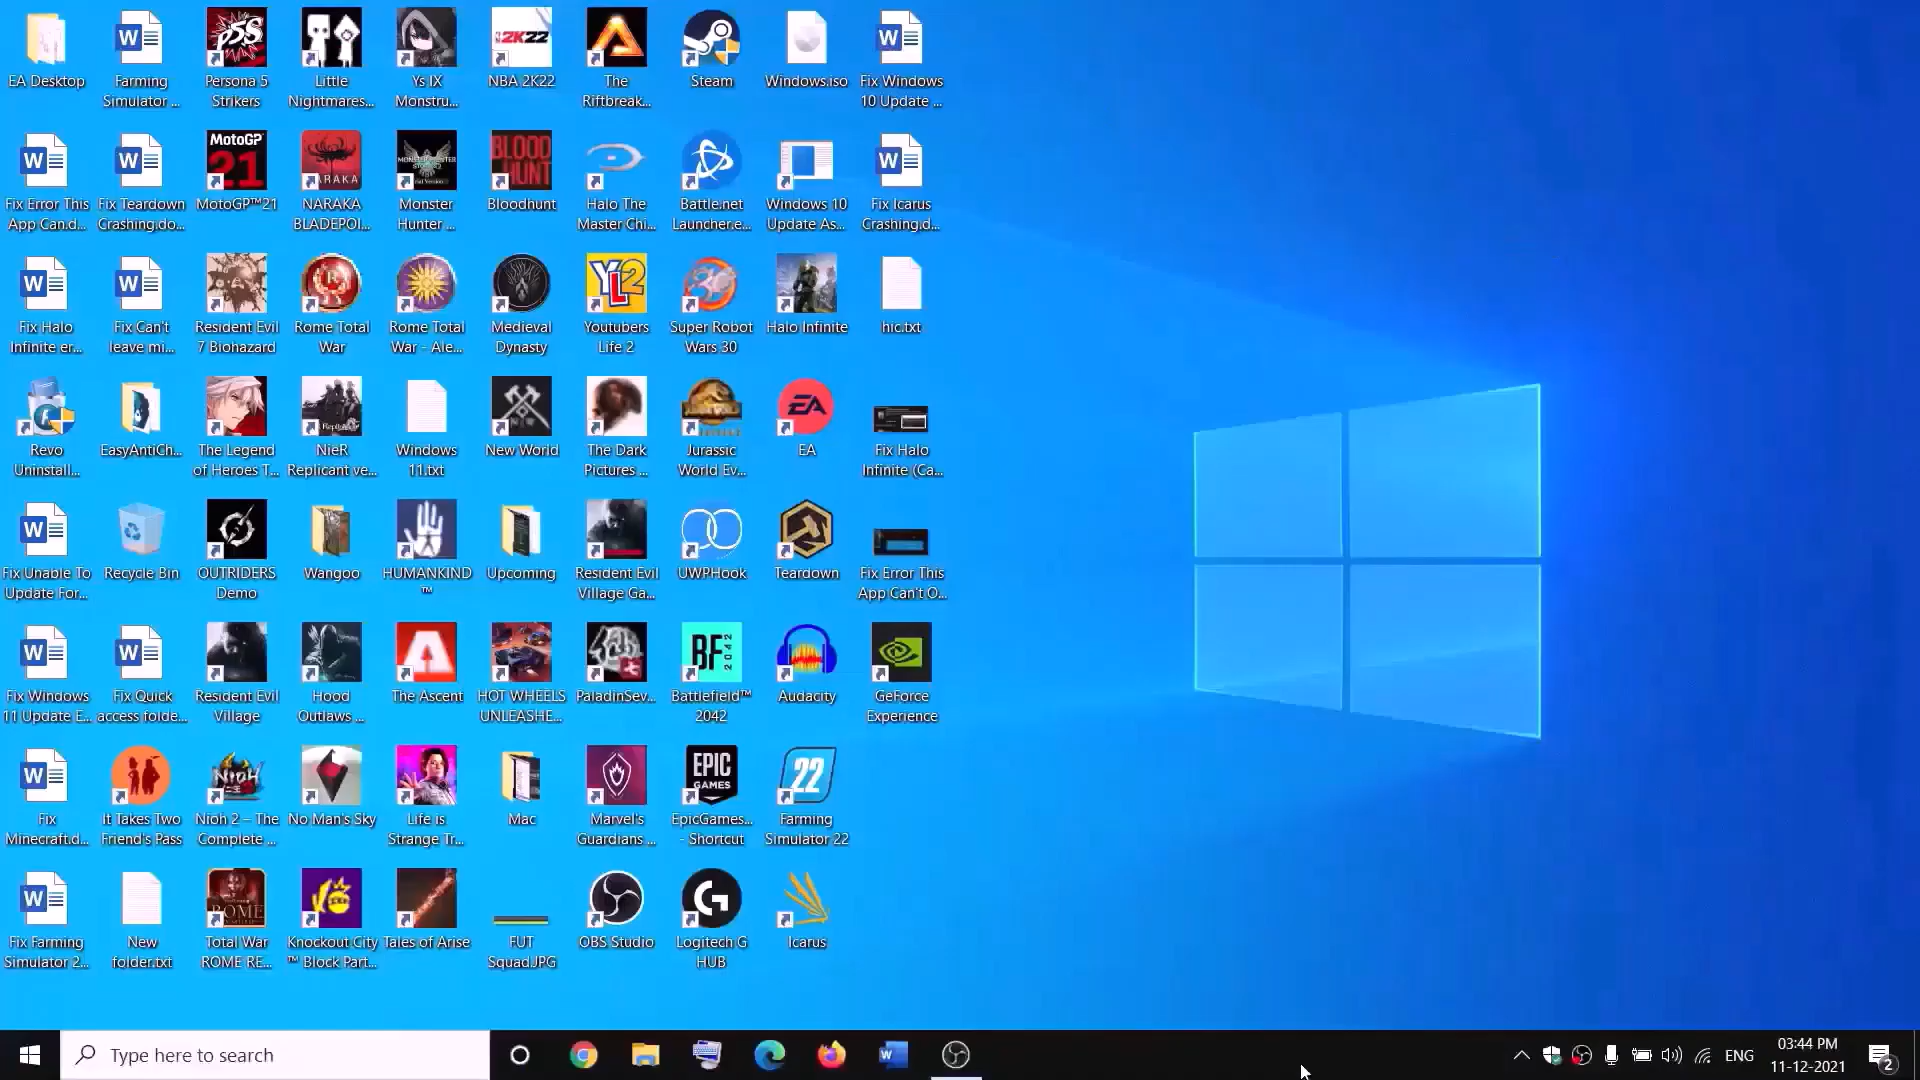 EA Desktop
Farming
Simulator ...
Persona 5
Strikers
Little
Nightmares...
Ys IX
Monstru...
NBA 2K22
The
Riftbreak...
Steam
Windows.iso
Fix Windows
10 Update ...
Fix Error This
App Can.d...
Fix Teardown
Crashing.do...
MotoGP™21
NARAKA
BLADEPOI...
Monster
Hunter ...
Bloodhunt
Halo The
Master Chi...
Battle.net
Launcher.e...
Windows 10
Update As...
Fix Icarus
Crashing.d...
Fix Halo
Infinite er...
Fix Can't
leave mi...
Resident Evil
7 Biohazard
Rome Total
War
Rome Total
War - Ale...
Medieval
Dynasty
Youtubers
Life 2
Super Robot
Wars 30
Halo Infinite
hic.txt
Revo
Uninstall...
EasyAntiCh...
The Legend
of Heroes T...
NieR
Replicant ve...
Windows
11.txt
New World
The Dark
Pictures ...
Jurassic
World Ev...
EA
Fix Halo
Infinite (Ca...
Fix Unable To
Update For...
Recycle Bin
OUTRIDERS
Demo
Wangoo
HUMANKIND
™
Upcoming
Resident Evil
Village Ga...
UWPHook
Teardown
Fix Error This
App Can't O...
Fix Windows
11 Update E...
Fix Quick
access folde...
Resident Evil
Village
Hood
Outlaws ...
The Ascent
HOT WHEELS
UNLEASHE...
PaladinSev...
Battlefield™
2042
Audacity
GeForce
Experience
Fix
Minecraft.d...
It Takes Two
Friend's Pass
Nioh 2 – The
Complete ...
No Man's Sky
Life is
Strange Tr...
Mac
Marvel's
Guardians ...
EpicGames...
- Shortcut
Farming
Simulator 22
Fix Farming
Simulator 2...
New
folder.txt
Total War
ROME RE...
Knockout City
™ Block Part...
Tales of Arise
FUT
Squad.JPG
OBS Studio
Logitech G
HUB
Icarus
Type here to search
ENG
03:44 PM
11-12-2021
2